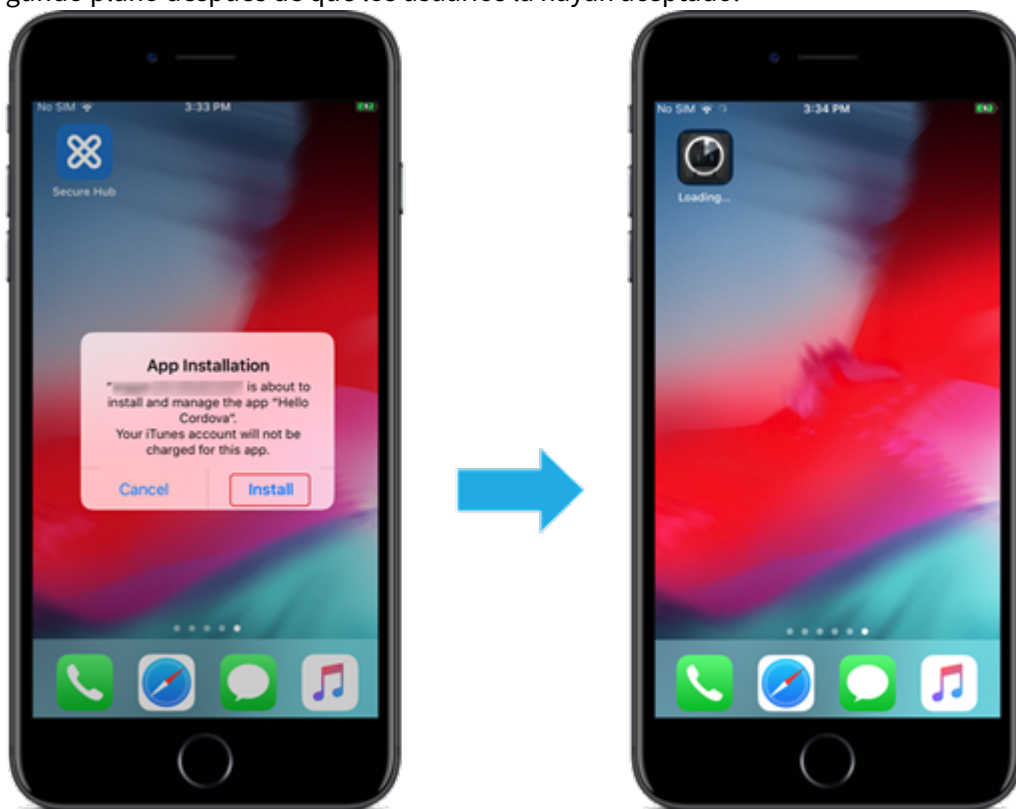 gundo plano después de que los usuarios la hayan aceptado.
No SIM 3:33 PM
Secure Hub
App Installation
" is about to
install and manage the app "Hello
Cordova".
Your iTunes account will not be
charged for this app.
Cancel Install
No SIM 3:34 PM
Loading...